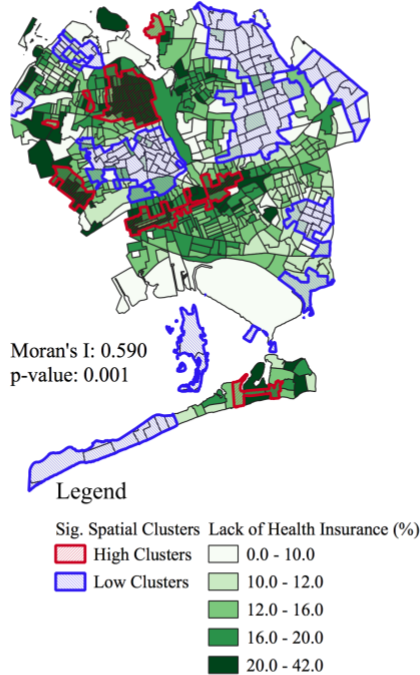 Moran's I: 0.590
p-value: 0.001
Legend
Sig. Spatial Clusters Lack of Health Insurance (%)
High Clusters 0.0 - 10.0
Low Clusters 10.0 - 12.0
12.0 - 16.0
16.0 - 20.0
20.0 - 42.0